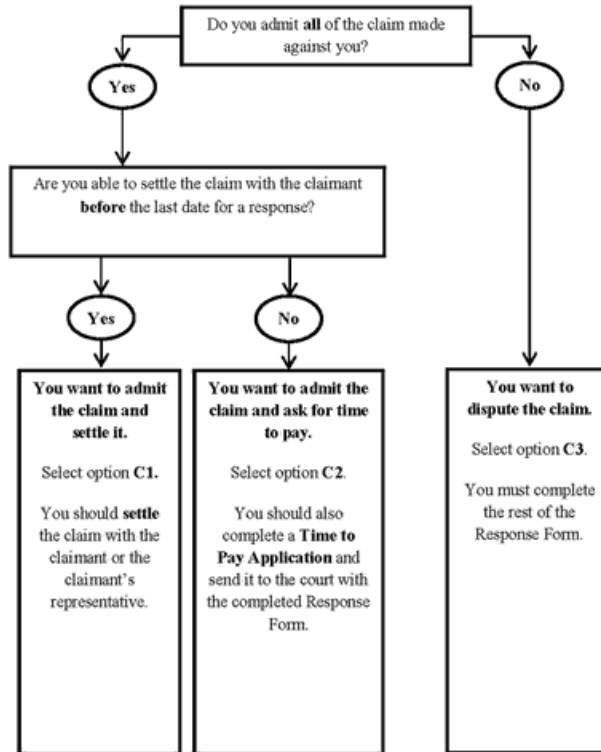 Do you admit all of the claim made
against you?
Yes
No
Are you able to settle the claim with the claimant
before the last date for a response?
Yes
No
You want to admit
the claim and
settle it.
Select option C1.
You should settle
the claim with the
claimant or the
claimant's
representative.
You want to admit the
claim and ask for time
to pay.
Select option C2.
You should also
complete a Time to
Pay Application and
send it to the court with
the completed Response
Form.
You want to
dispute the claim.
Select option C3.
You must complete
the rest of the
Response Form.